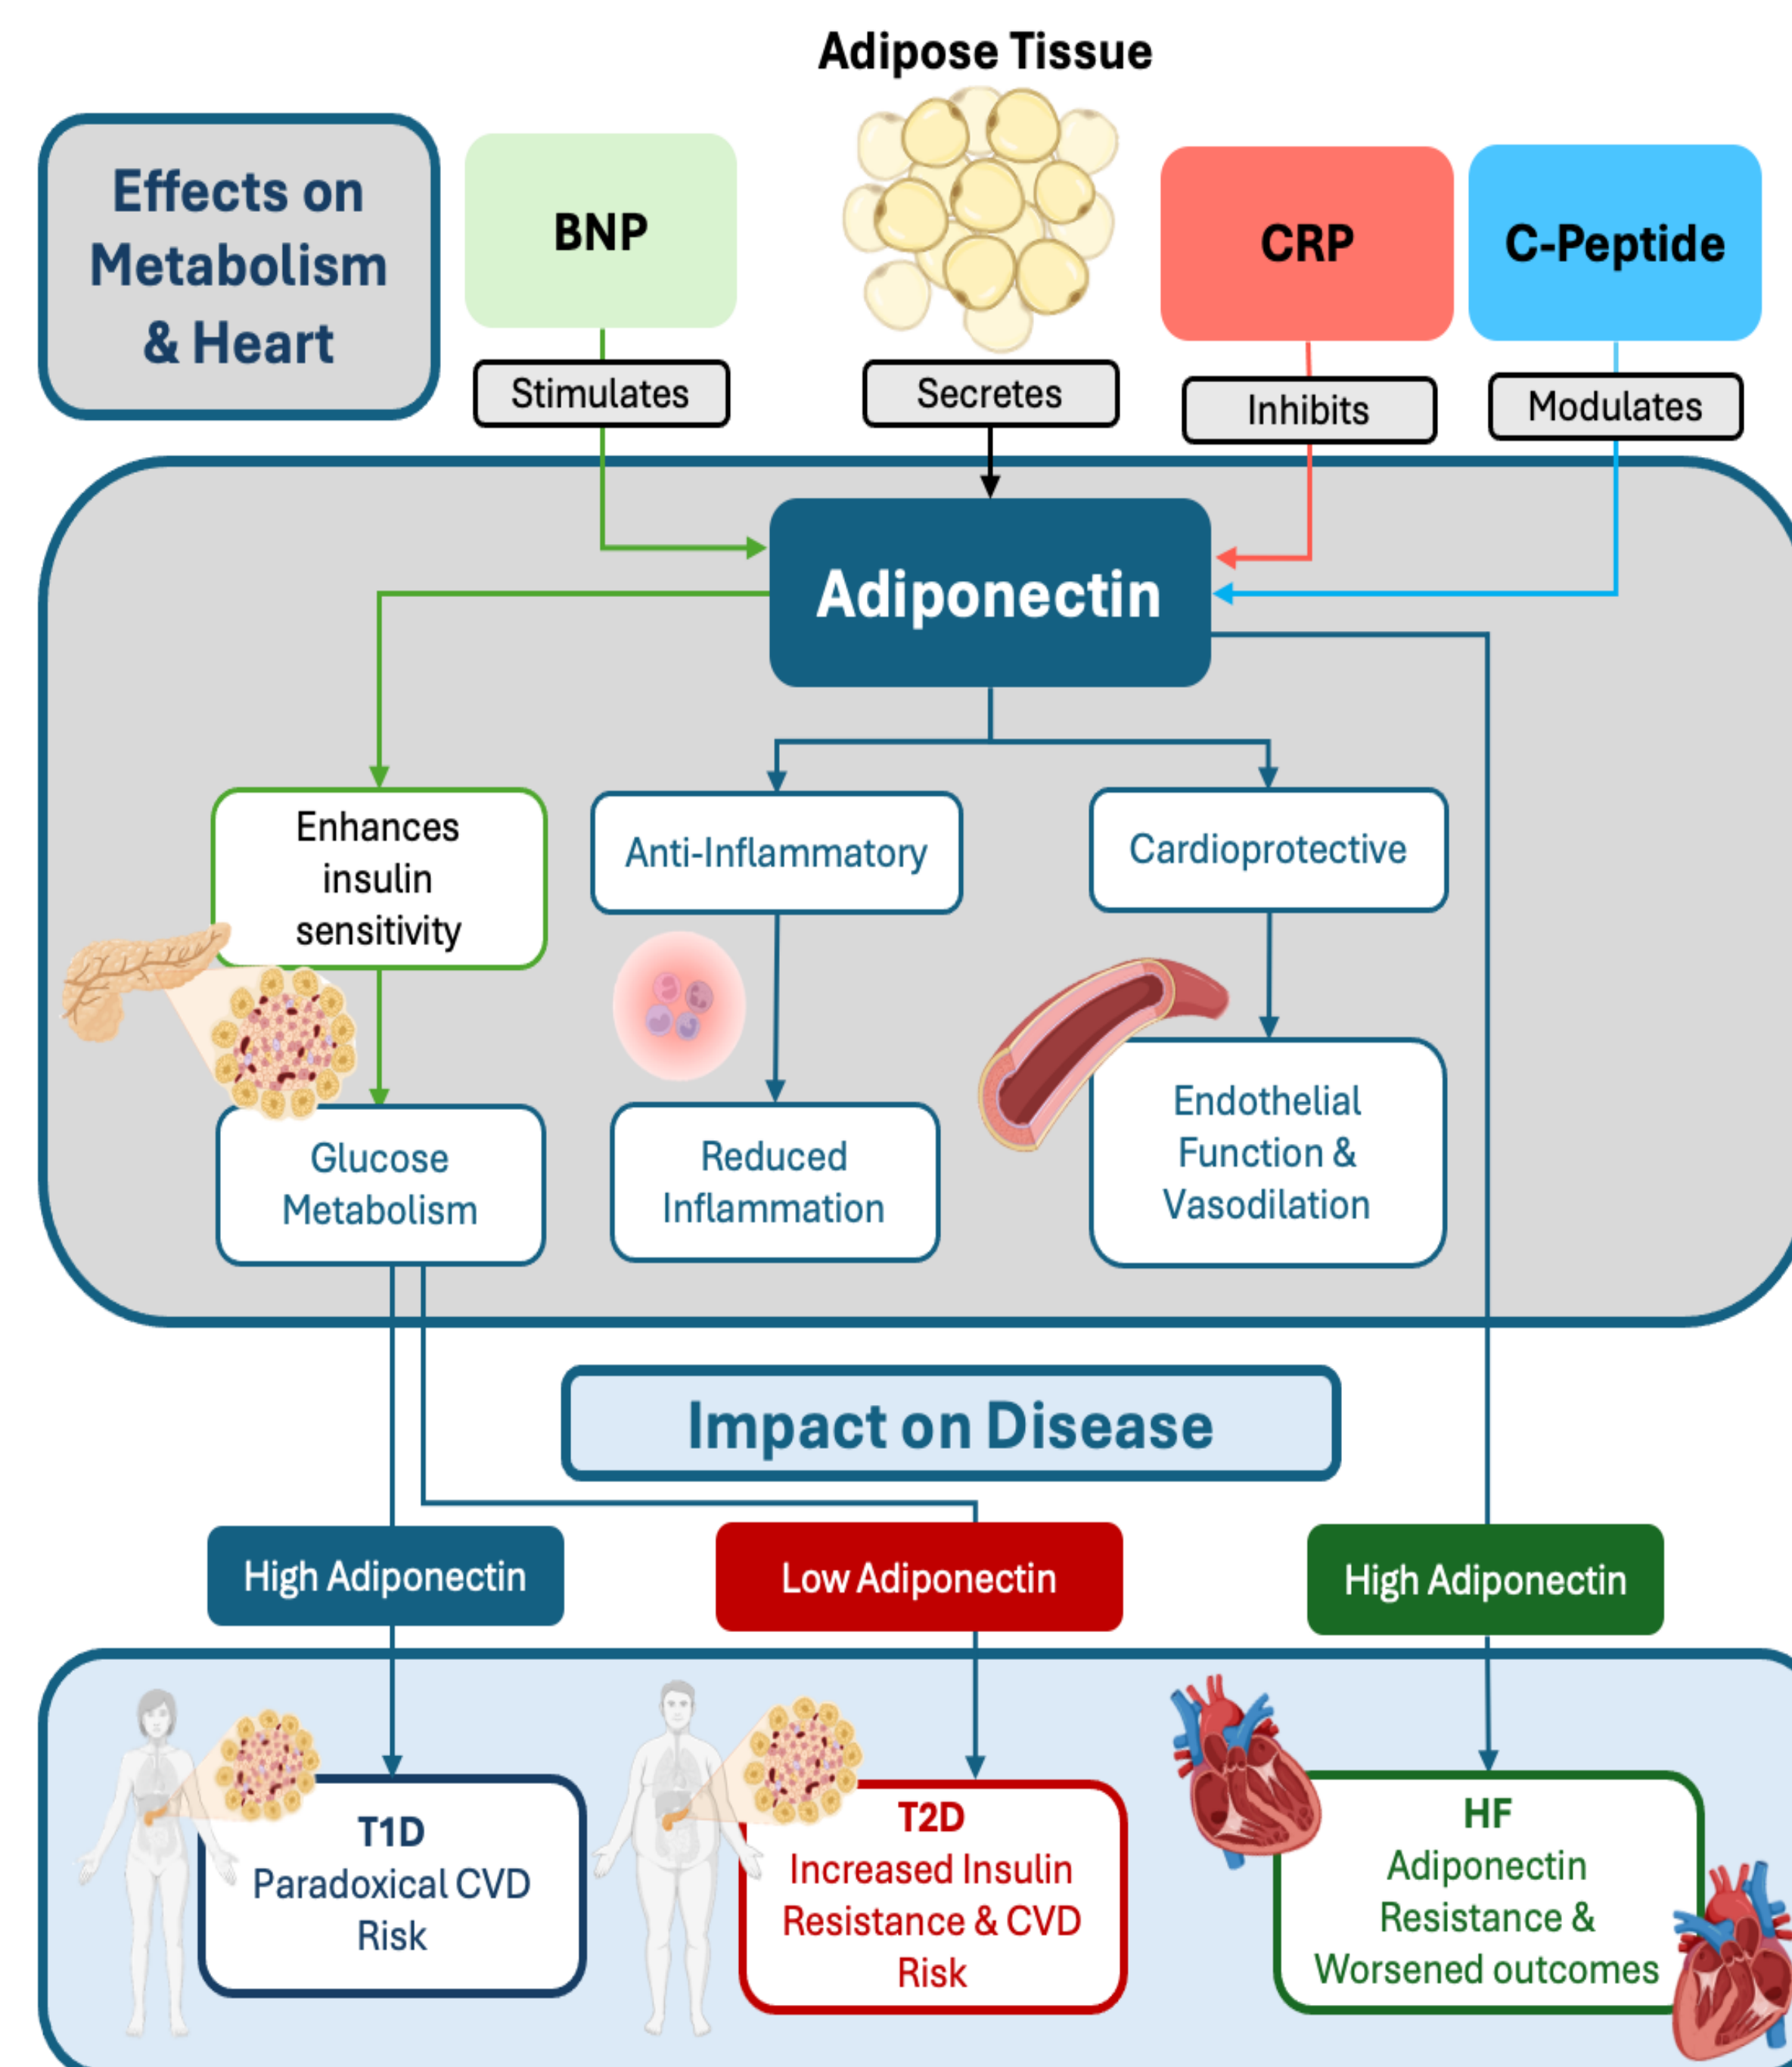 Adipose Tissue
Effects on
Metabolism
& Heart
BNP
CRP
C-Peptide
Stimulates
Secretes
Inhibits
Modulates
Adiponectin
Enhances
insulin
sensitivity
Anti-Inflammatory
Cardioprotective
Glucose
Metabolism
Reduced
Inflammation
Endothelial
Function &
Vasodilation
Impact on Disease
High Adiponectin
Low Adiponectin
High Adiponectin
T1D
Paradoxical CVD
Risk
T2D
Increased Insulin
Resistance & CVD
Risk
HF
Adiponectin
Resistance &
Worsened outcomes